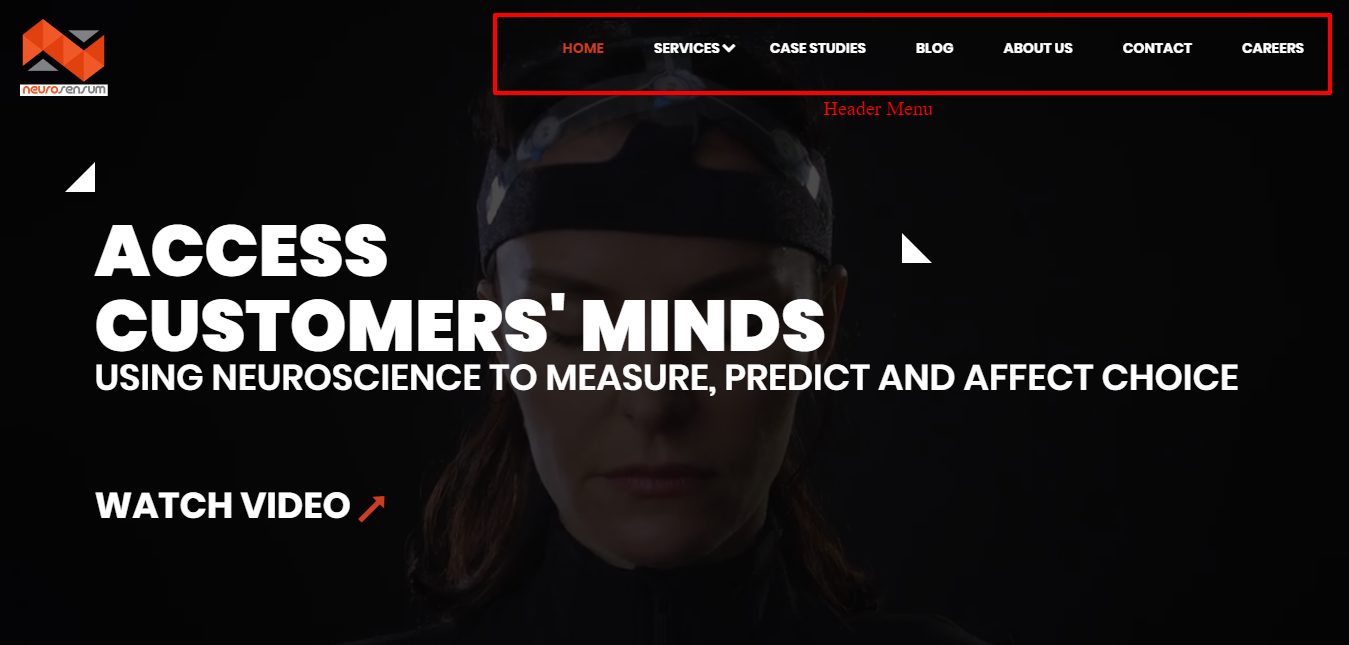 neurosensum
HOME SERVICES CASE STUDIES BLOG ABOUT US CONTACT CAREERS
Header Menu
ACCESS
CUSTOMERS' MINDS
USING NEUROSCIENCE TO MEASURE, PREDICT AND AFFECT CHOICE
WATCH VIDEO